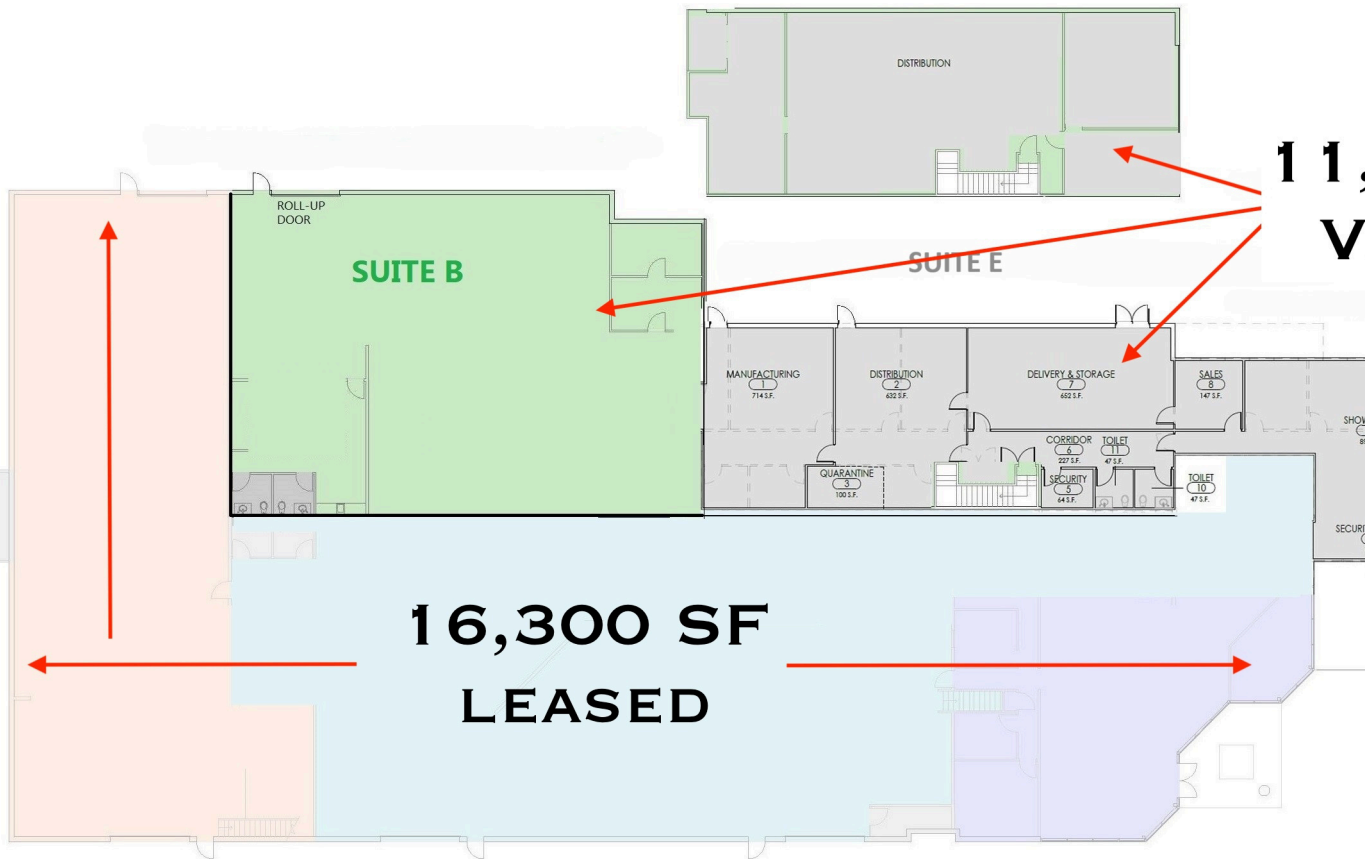 DISTRIBUTION
11,
V
ROLL-UP
DOOR
SUITE B
SUITE E
MANUFACTURING
1
714 S.F.
DISTRIBUTION
2
632 S.F.
DELIVERY & STORAGE
7
652 S.F.
SALES
8
147 S.F.
SHOW
CORRIDOR
6
227 S.F.
TOILET
11
47 S.F.
QUARANTINE
3
100 S.F.
SECURITY
5
64 S.F.
TOILET
10
47 S.F.
SECURIT
16,300 SF
LEASED